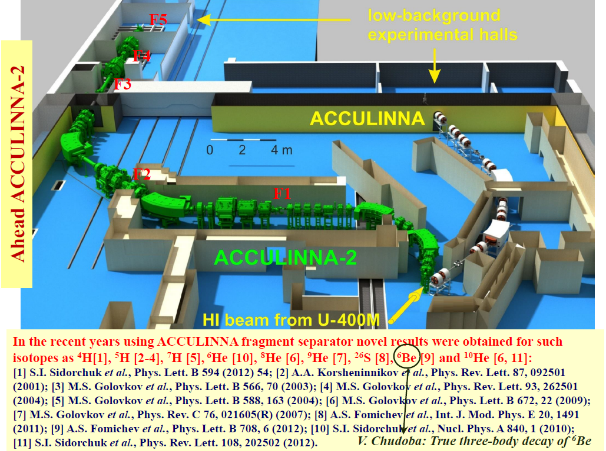 Ahead ACCULINNA-2
F5
low-background
experimental halls
F4
F3
ACCULINNA
0 2 4 m
F2
F1
ACCULINNA-2
HI beam from U-400M
In the recent years using ACCULINNA fragment separator novel results were obtained for such
isotopes as ⁴H[1], ⁵H [2-4], ⁷H [5], ⁶He [10], ⁸He [6], ⁹He [7], ²⁶S [8], ⁶Be [9] and ¹⁰He [6, 11]:
[1] S.I. Sidorchuk et al., Phys. Lett. B 594 (2012) 54; [2] A.A. Korsheninnikov et al., Phys. Rev. Lett. 87, 092501
(2001); [3] M.S. Golovkov et al., Phys. Lett. B 566, 70 (2003); [4] M.S. Golovkov et al., Phys. Rev. Lett. 93, 262501
(2004); [5] M.S. Golovkov et al., Phys. Lett. B 588, 163 (2004); [6] M.S. Golovkov et al., Phys. Lett. B 672, 22 (2009);
[7] M.S. Golovkov et al., Phys. Rev. C 76, 021605(R) (2007); [8] A.S. Fomichev et al., Int. J. Mod. Phys. E 20, 1491
(2011); [9] A.S. Fomichev et al., Phys. Lett. B 708, 6 (2012); [10] S.I. Sidorchuk et al., Nucl. Phys. A 840, 1 (2010);
[11] S.I. Sidorchuk et al., Phys. Rev. Lett. 108, 202502 (2012).
V. Chudoba: True three-body decay of ⁶Be